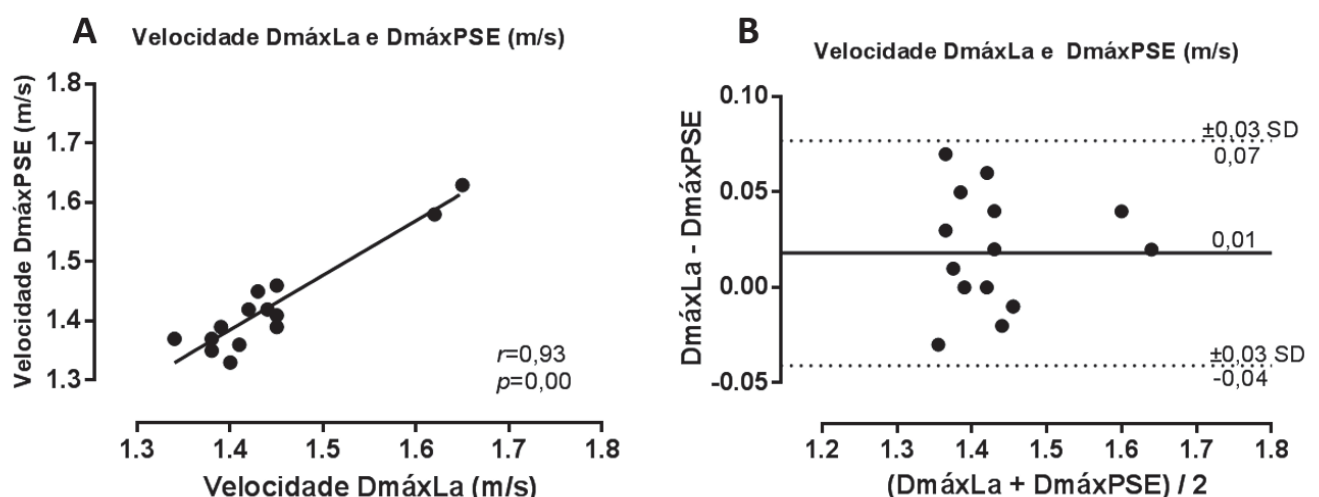 A
Velocidade DmáxLa e DmáxPSE (m/s)
Velocidade DmáxPSE (m/s)
1.8
1.7
1.6
1.5
1.4
1.3
r=0,93
p=0,00
1.3 1.4 1.5 1.6 1.7 1.8
Velocidade DmáxLa (m/s)
B
Velocidade DmáxLa e DmáxPSE (m/s)
DmáxLa - DmáxPSE
0.10
0.05
0.00
-0.05
±0,03 SD
0,07
0,01
±0,03 SD
-0,04
1.2 1.3 1.4 1.5 1.6 1.7 1.8
(DmáxLa + DmáxPSE) / 2